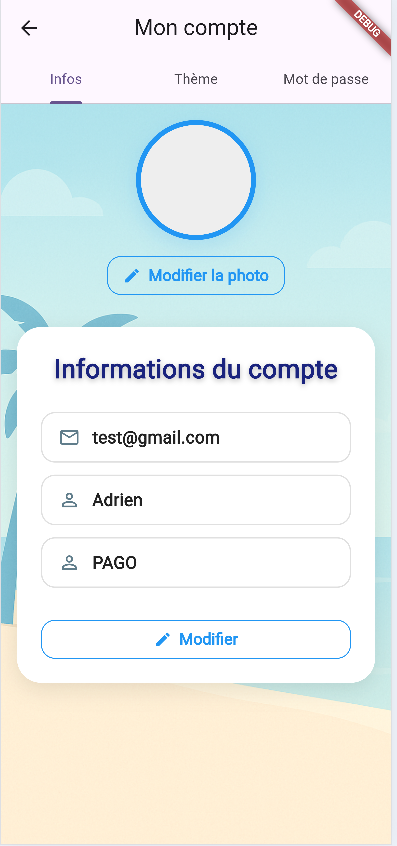 Mon compte
DEBUG
Infos
Thème
Mot de passe
Modifier la photo
Informations du compte
test@gmail.com
Adrien
PAGO
Modifier